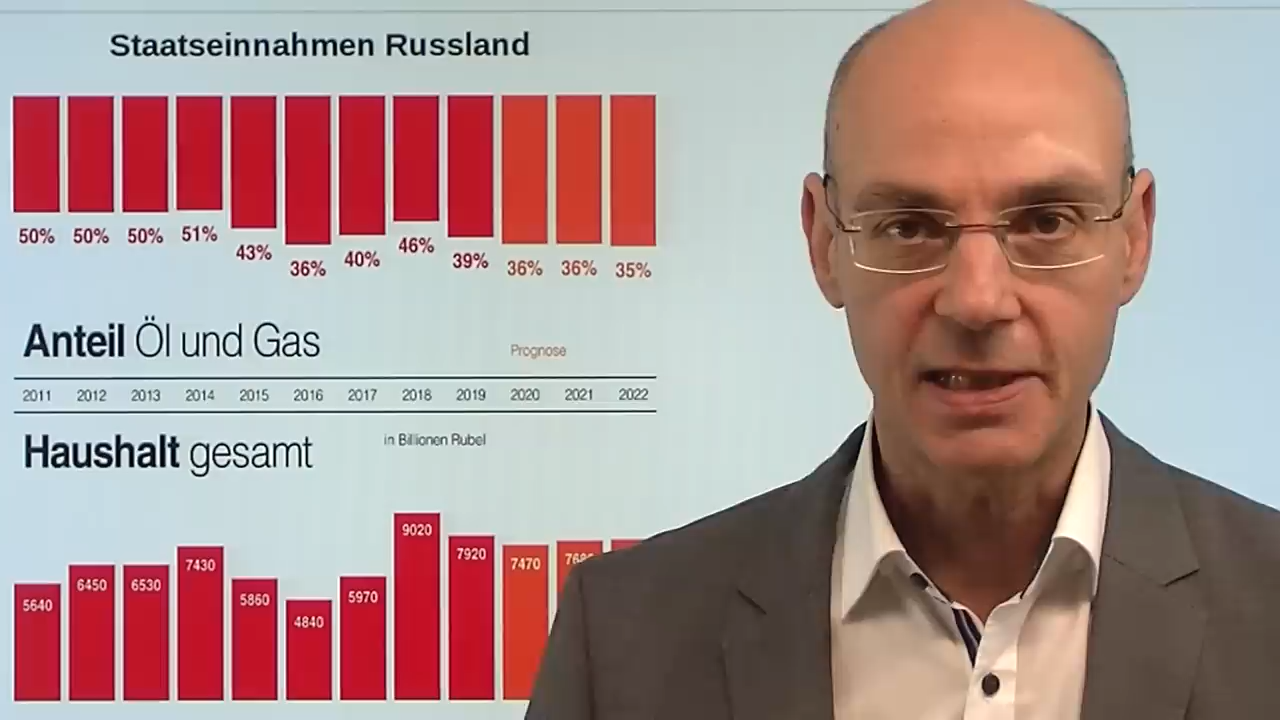 Staatseinnahmen Russland
50% 50% 50% 51% 43% 36% 40% 46% 39% 36% 36% 35%
Anteil Öl und Gas
Prognose
2011 2012 2013 2014 2015 2016 2017 2018 2019 2020 2021 2022
Haushalt gesamt
in Billionen Rubel
5640 6450 6530 7430 5860 4840 5970 9020 7920 7470